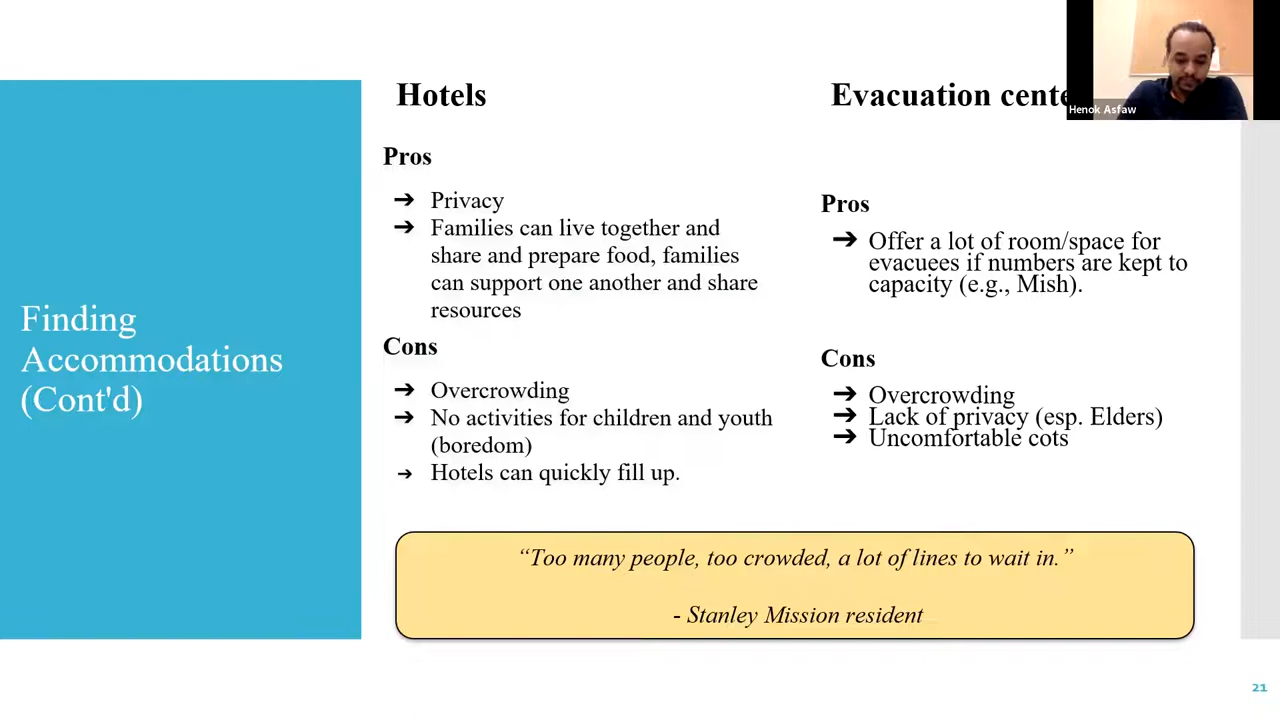 Finding
Accommodations
(Cont'd)
Hotels
Pros
➔ Privacy
➔ Families can live together and
share and prepare food, families
can support one another and share
resources
Cons
➔ Overcrowding
➔ No activities for children and youth
(boredom)
➔ Hotels can quickly fill up.
Evacuation cente
Pros
➔ Offer a lot of room/space for
evacuees if numbers are kept to
capacity (e.g., Mish).
Cons
➔ Overcrowding
➔ Lack of privacy (esp. Elders)
➔ Uncomfortable cots
“Too many people, too crowded, a lot of lines to wait in.”
- Stanley Mission resident
Henok Asfaw
21